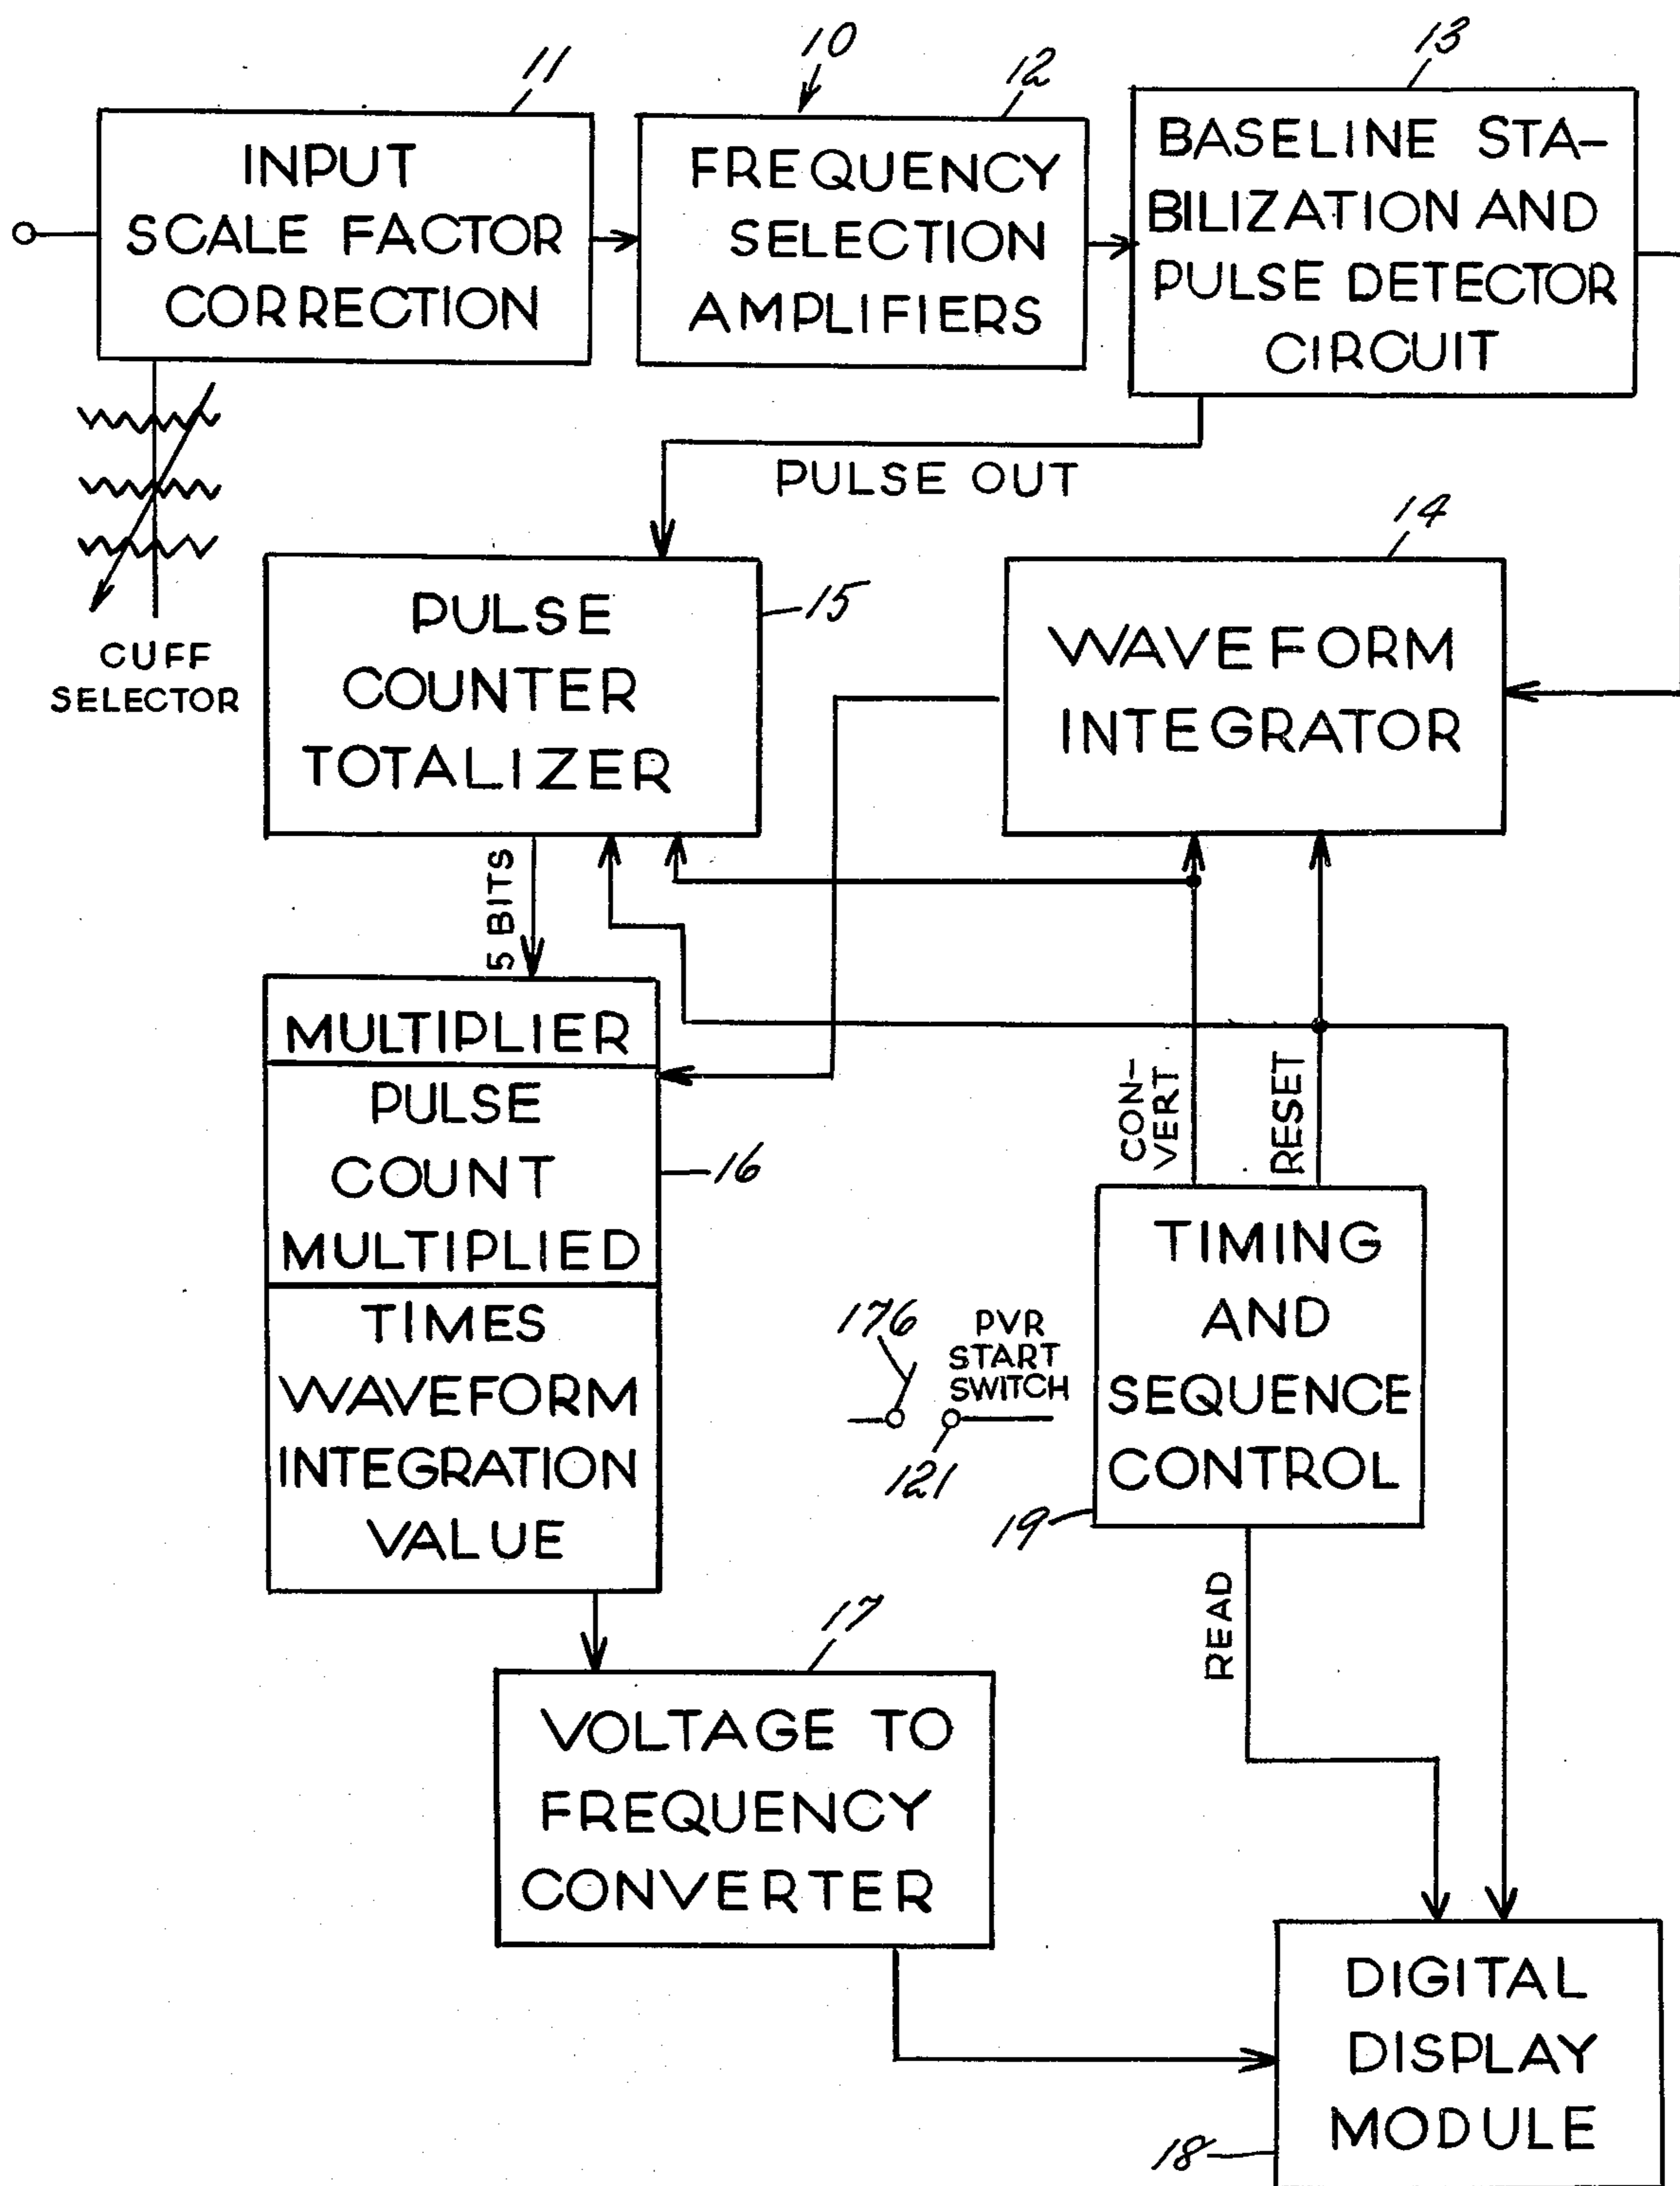 10
11
INPUT
SCALE FACTOR
CORRECTION
12
FREQUENCY
SELECTION
AMPLIFIERS
13
BASELINE STA-
BILIZATION AND
PULSE DETECTOR
CIRCUIT
CUFF
SELECTOR
PULSE OUT
15
PULSE
COUNTER
TOTALIZER
14
WAVEFORM
INTEGRATOR
5 BITS
MULTIPLIER
PULSE
COUNT
MULTIPLIED
TIMES
WAVEFORM
INTEGRATION
VALUE
16
CON-
VERT
RESET
176
PVR
START
SWITCH
121
TIMING
AND
SEQUENCE
CONTROL
19
READ
17
VOLTAGE TO
FREQUENCY
CONVERTER
DIGITAL
DISPLAY
MODULE
18